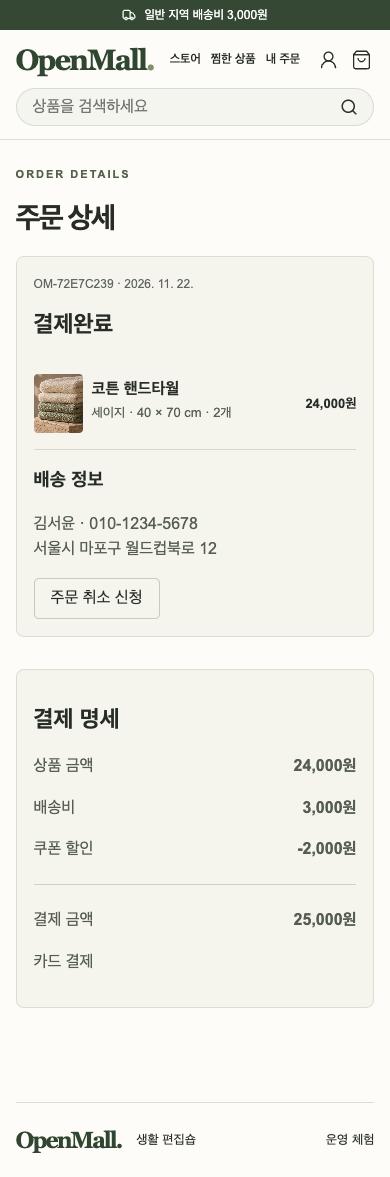 일반 지역 배송비 3,000원
OpenMall.
스토어 찜한 상품 내 주문
상품을 검색하세요
ORDER DETAILS
주문 상세
OM-72E7C239 · 2026. 11. 22.
결제완료
코튼 핸드타월
세이지 · 40 × 70 cm · 2개
24,000원
배송 정보
김서윤 · 010-1234-5678
서울시 마포구 월드컵북로 12
주문 취소 신청
결제 명세
상품 금액 24,000원
배송비 3,000원
쿠폰 할인 -2,000원
결제 금액 25,000원
카드 결제
OpenMall. 생활 편집숍 운영 체험